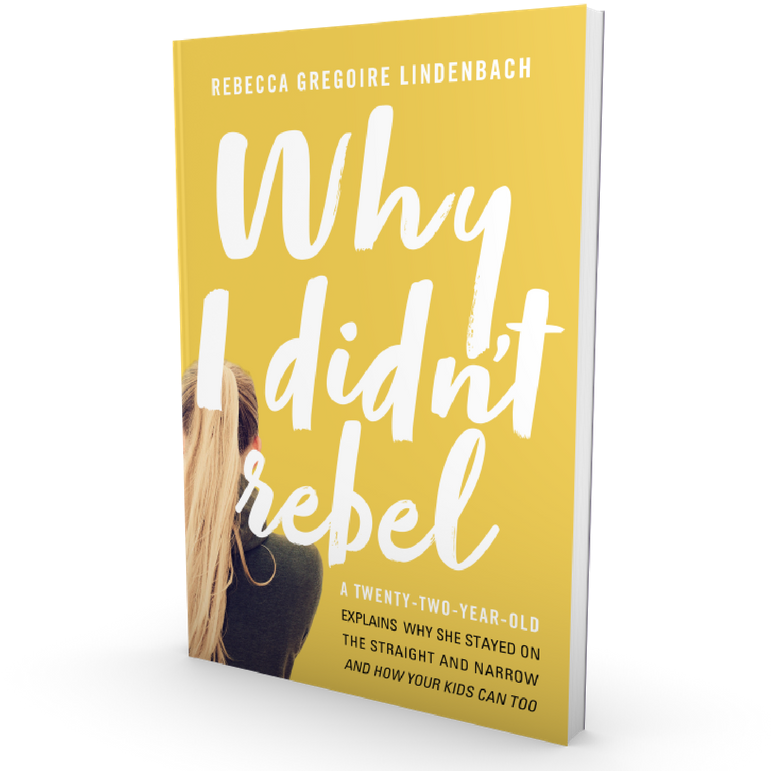 REBECCA GREGOIRE LINDENBACH
Why
I didn't
rebel
A TWENTY-TWO-YEAR-OLD
EXPLAINS WHY SHE STAYED ON
THE STRAIGHT AND NARROW
AND HOW YOUR KIDS CAN TOO